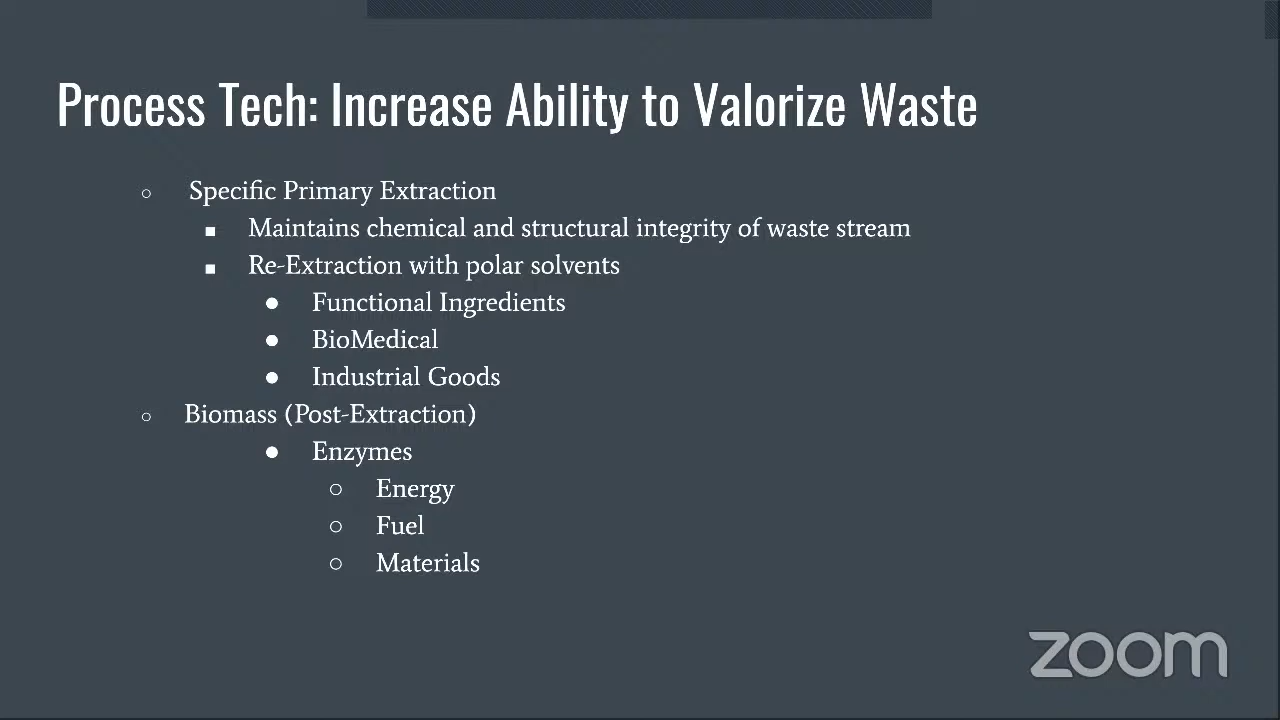 Process Tech: Increase Ability to Valorize Waste
Specific Primary Extraction
Maintains chemical and structural integrity of waste stream
Re-Extraction with polar solvents
Functional Ingredients
BioMedical
Industrial Goods
Biomass (Post-Extraction)
Enzymes
Energy
Fuel
Materials
zoom